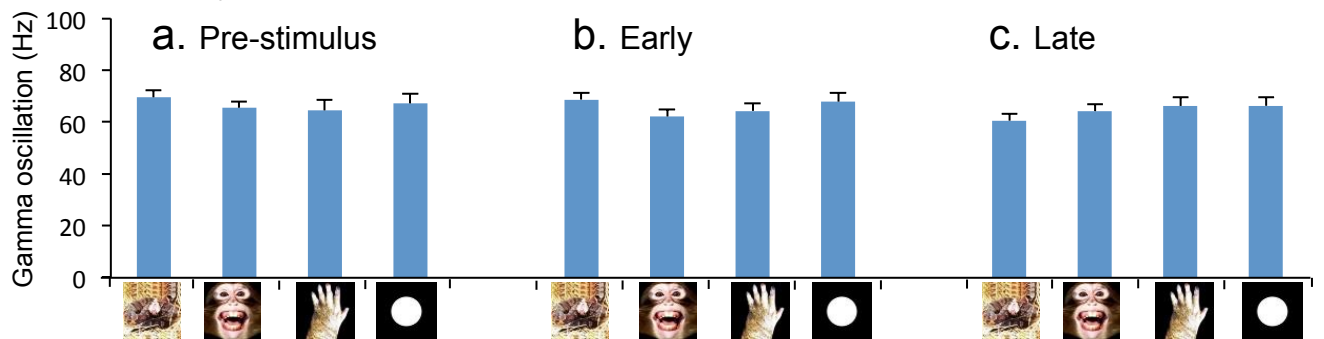 Gamma oscillation (Hz)
100
80
60
40
20
0
a. Pre-stimulus
b. Early
c. Late